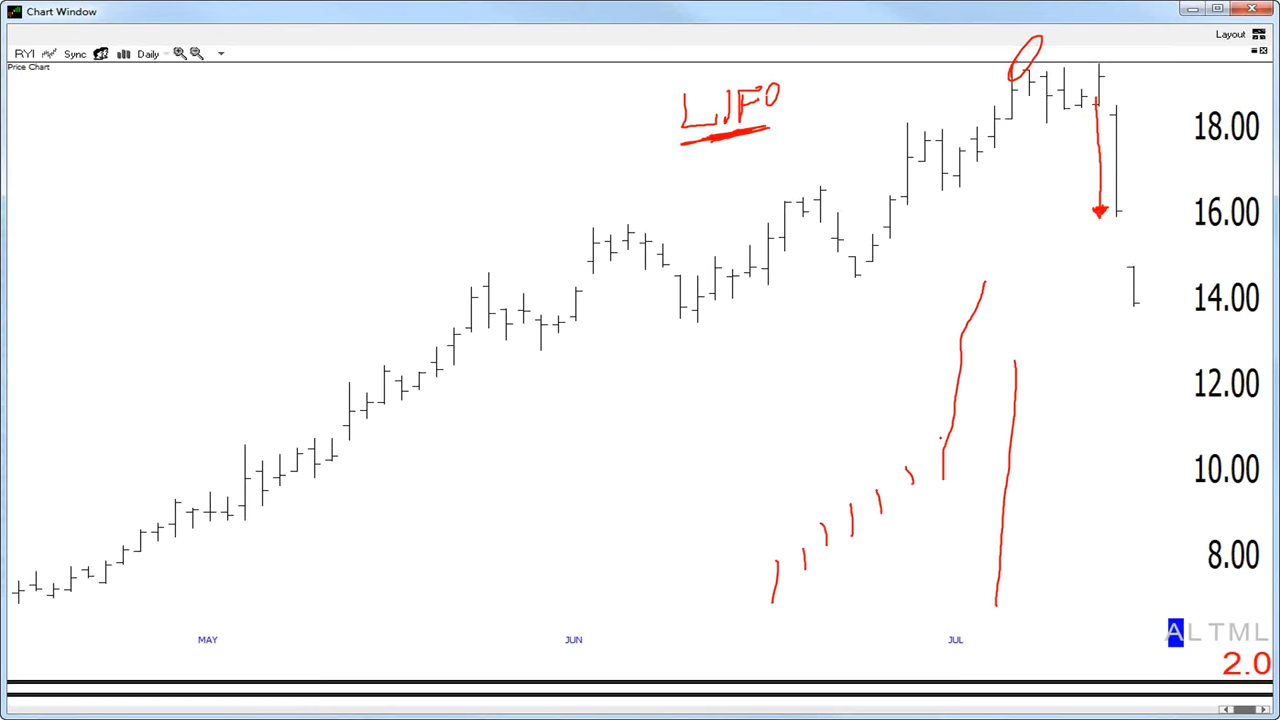 Chart Window
Layout
RYI Sync Daily
Price Chart
LIFO
18.00
16.00
14.00
12.00
10.00
8.00
MAY JUN JUL
ALTML
2.0